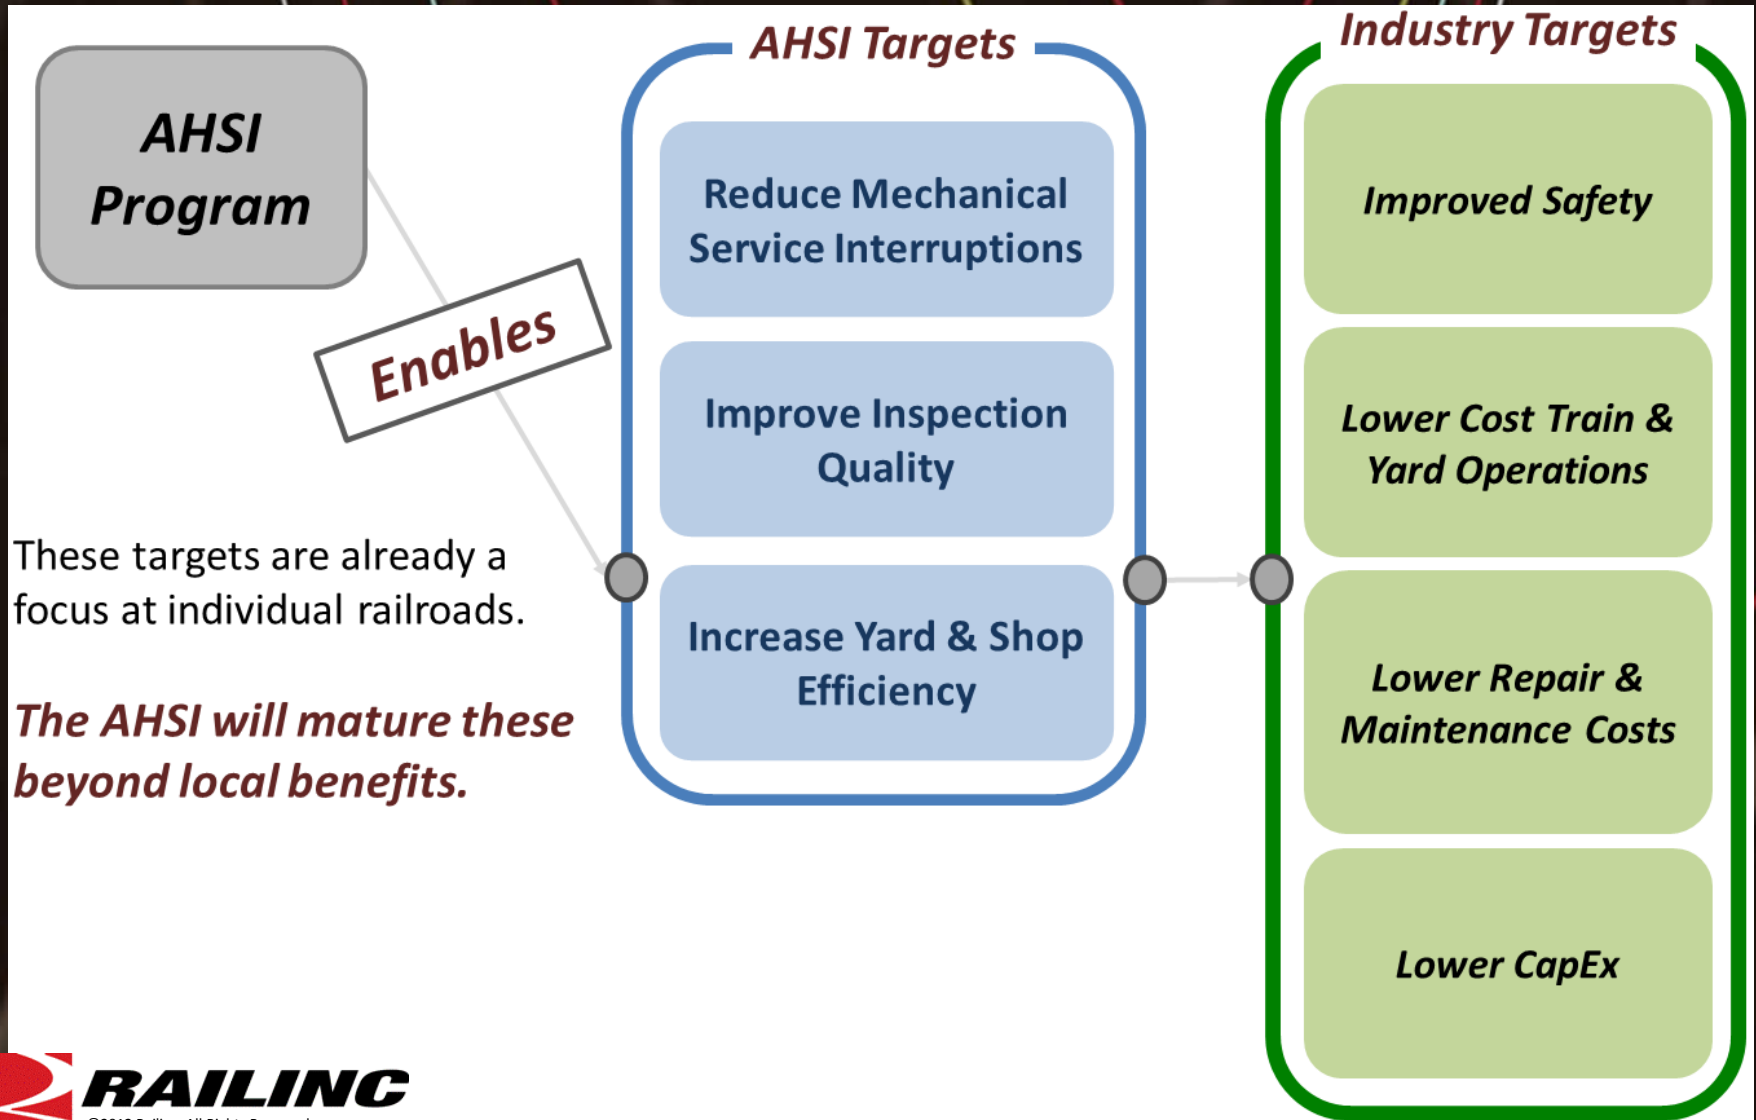 AHSI
Program
Enables
These targets are already a
focus at individual railroads.
The AHSI will mature these
beyond local benefits.
AHSI Targets
Reduce Mechanical
Service Interruptions
Improve Inspection
Quality
Increase Yard & Shop
Efficiency
Industry Targets
Improved Safety
Lower Cost Train &
Yard Operations
Lower Repair &
Maintenance Costs
Lower CapEx
RAILINC